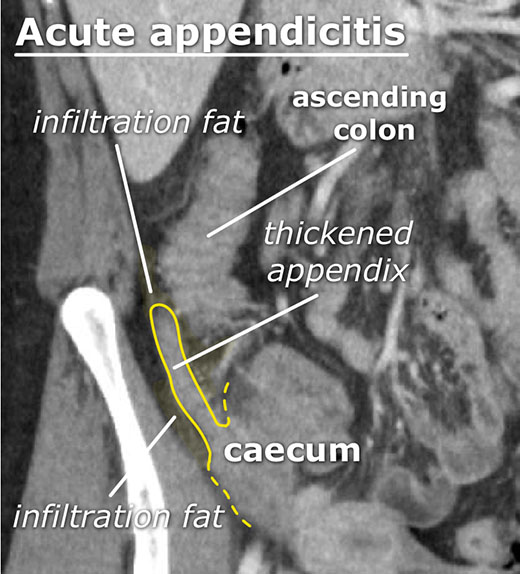 Acute appendicitis
infiltration fat
ascending
colon
thickened
appendix
caecum
infiltration fat